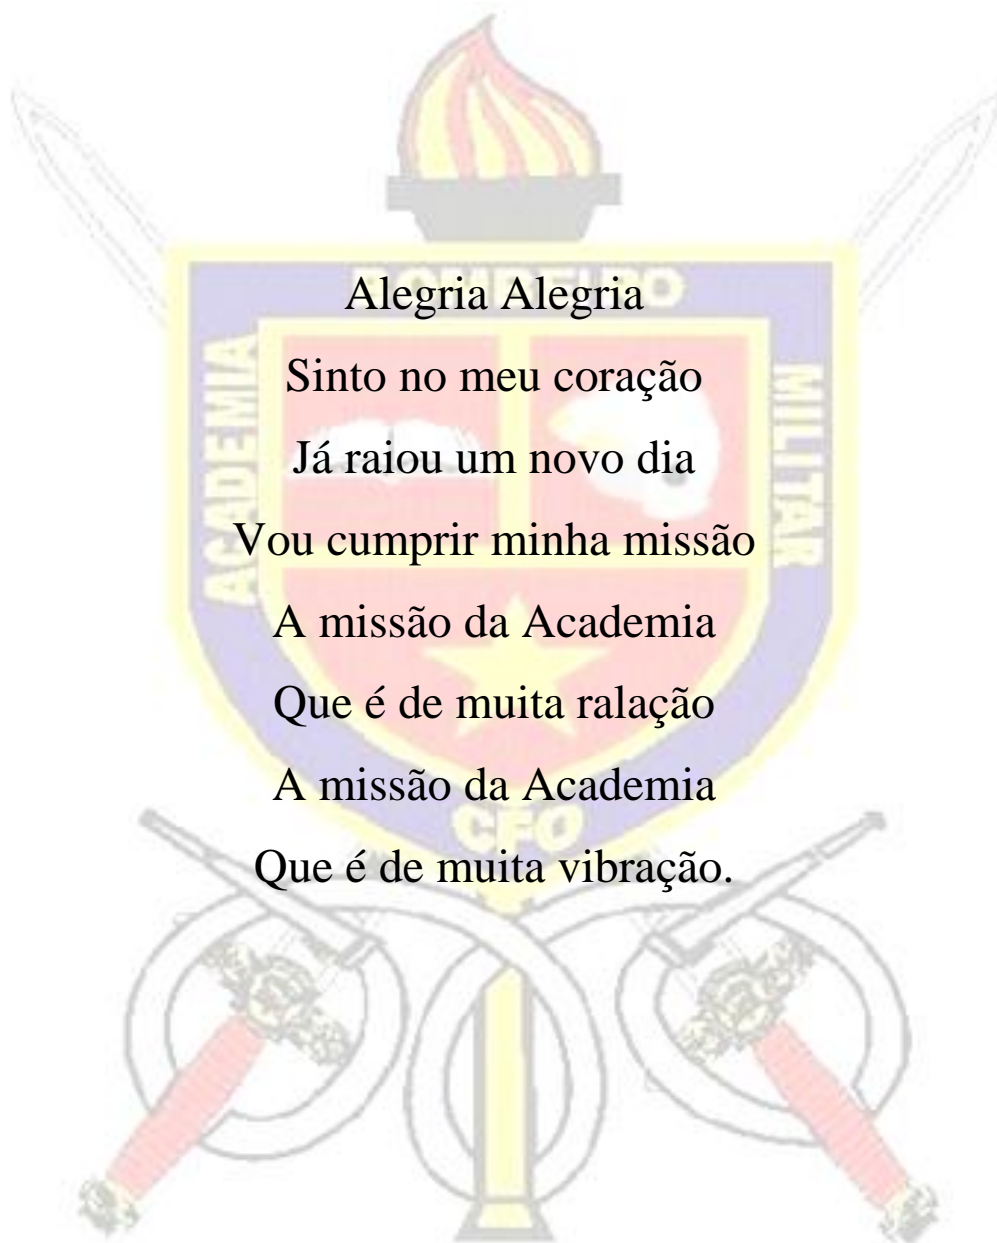 BOMBEIRO
Alegria Alegria
Sinto no meu coração
Já raiou um novo dia
Vou cumprir minha missão
A missão da Academia
Que é de muita ralação
A missão da Academia
Que é de muita vibração.
ACADEMIA
MILITAR
CFO